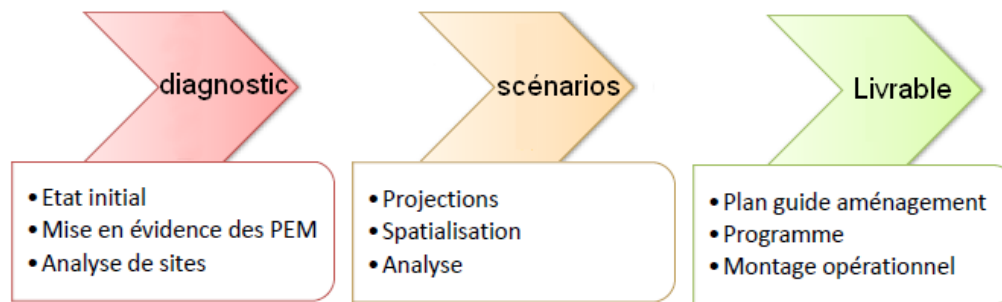 diagnostic
• Etat initial
• Mise en évidence des PEM
• Analyse de sites
scénarios
• Projections
• Spatialisation
• Analyse
Livrable
• Plan guide aménagement
• Programme
• Montage opérationnel